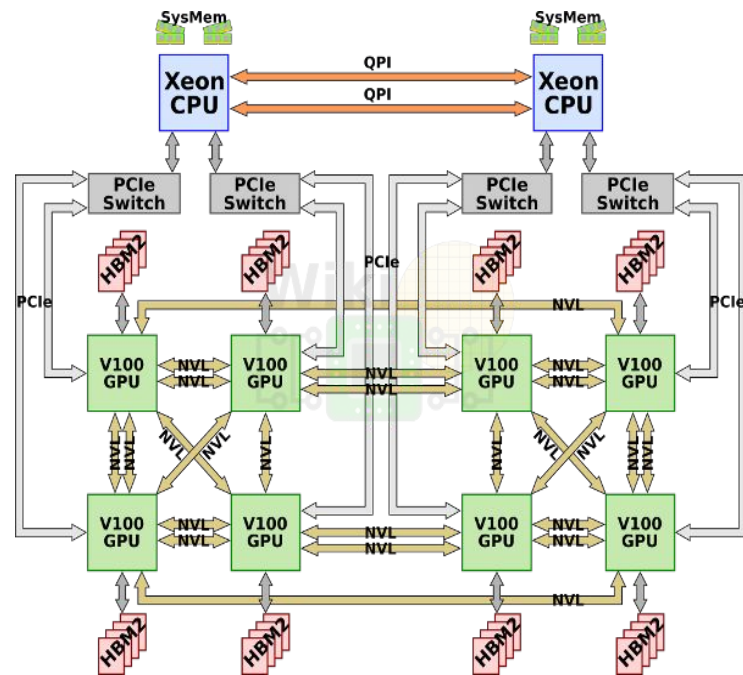 SysMem
SysMem
Xeon
CPU
QPI
QPI
Xeon
CPU
PCIe
Switch
PCIe
Switch
PCIe
Switch
PCIe
Switch
HBM2
HBM2
HBM2
HBM2
PCIe
PCIe
PCIe
Wiki
NVL
V100
GPU
NVL
NVL
V100
GPU
NVL
NVL
V100
GPU
NVL
NVL
V100
GPU
NVL
NVL
NVL
NVL
NVL
NVL
NVL
NVL
NVL
NVL
V100
GPU
NVL
NVL
V100
GPU
NVL
NVL
V100
GPU
NVL
NVL
V100
GPU
NVL
HBM2
HBM2
HBM2
HBM2